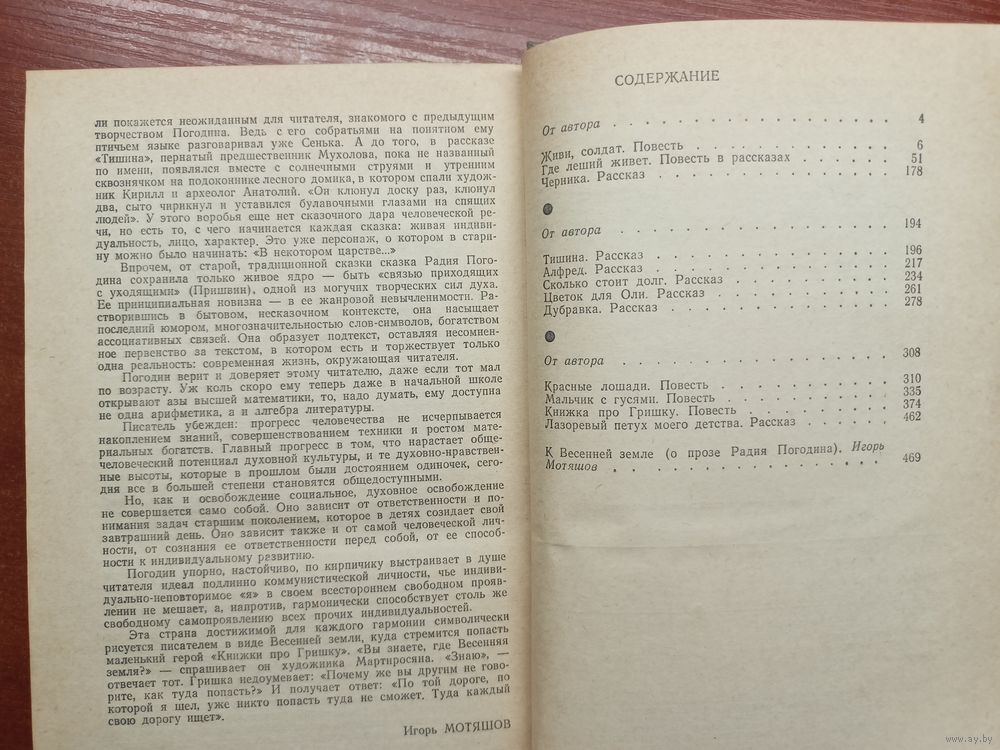 ли покажется неожиданным для читателя, знакомого с предыдущим
творчеством Погодина. Ведь с его собратьями на понятном ему
птичьем языке разговаривал уже Сенька. А до того, в рассказе
«Тишина», пернатый предшественник Мухолова, пока не названный
по имени, появлялся вместе с солнечными струями и утренним
сквознячком на подоконнике лесного домика, в котором спали худож-
ник Кирилл и археолог Анатолий. «Он клюнул доску раз, клюнул
два, сыто чирикнул и уставился булавочными глазами на спящих
людей». У этого воробья еще нет сказочного дара человеческой ре-
чи, но есть то, с чего начинается каждая сказка: живая индиви-
дуальность, лицо, характер. Это уже персонаж, о котором в стари-
ну можно было начинать: «В некотором царстве...»
Впрочем, от старой, традиционной сказки сказка Радия Пого-
дина сохранила только живое ядро — быть «связью приходящих
с уходящими» (Пришвин), одной из могучих творческих сил духа.
Ее принципиальная новизна — в ее жанровой невычлененности. Ра-
створившись в бытовом, несказочном контексте, она насыщает
последний юмором, многозначительностью слов-символов, богатством
ассоциативных связей. Она образует подтекст, оставляя несомнен-
ное первенство за текстом, в котором есть и торжествует только
одна реальность: современная жизнь, окружающая читателя.
Погодин верит и доверяет этому читателю, даже если тот мал
по возрасту. Уж коль скоро ему теперь даже в начальной школе
открывают азы высшей математики, то, надо думать, ему доступна
не одна арифметика, а и алгебра литературы.
Писатель убежден: прогресс человечества не исчерпывается
накоплением знаний, совершенствованием техники и ростом мате-
риальных богатств. Главный прогресс в том, что нарастает обще-
человеческий потенциал духовной культуры, и те духовно-нравствен-
ные высоты, которые в прошлом были достоянием одиночек, сего-
дня все в большей степени становятся общедоступными.
Но, как и освобождение социальное, духовное освобождение
не совершается само собой. Оно зависит от ответственности и по-
нимания задач старшим поколением, которое в детях созидает свой
завтрашний день. Оно зависит также и от самой человеческой лич-
ности, от сознания ее ответственности перед собой, от ее способ-
ности к индивидуальному развитию.
Погодин упорно, настойчиво, по кирпичику выстраивает в душе
читателя идеал подлинно коммунистической личности, чье индиви-
дуально-неповторимое «я» в своем всестороннем свободном прояв-
лении не мешает, а, напротив, гармонически способствует столь же
свободному самопроявлению всех прочих индивидуальностей.
Эта страна достижимой для каждого гармонии символически
рисуется писателем в виде Весенней земли, куда стремится попасть
маленький герой «Книжки про Гришку». «Вы знаете, где Весенняя
земля?» — спрашивает он художника Мартиросяна. «Знаю», —
отвечает тот. Гришка недоумевает: «Почему же вы другим не гово-
рите, как туда попасть?» И получает ответ: «По той дороге, по
которой я шел, уже никто попасть туда не сможет. Туда каждый
свою дорогу ищет».
Игорь МОТЯШОВ
СОДЕРЖАНИЕ
От автора . . . . . . . . . . . . . 4
Живи, солдат. Повесть . . . . . . . . . 6
Где леший живет. Повесть в рассказах . . . . . 51
Черника. Рассказ . . . . . . . . . . . 178
От автора . . . . . . . . . . . . . 194
Тишина. Рассказ . . . . . . . . . . . 196
Алфред. Рассказ . . . . . . . . . . . 217
Сколько стоит долг. Рассказ . . . . . . . . 234
Цветок для Оли. Рассказ . . . . . . . . . 261
Дубравка. Рассказ . . . . . . . . . . . 278
От автора . . . . . . . . . . . . . 308
Красные лошади. Повесть . . . . . . . . 310
Мальчик с гусями. Повесть . . . . . . . . 335
Книжка про Гришку. Повесть . . . . . . . 374
Лазоревый петух моего детства. Рассказ . . . . . 462
К Весенней земле (о прозе Радия Погодина). Игорь
Мотяшов . . . . . . . . . . . . . 469
www.ay.by